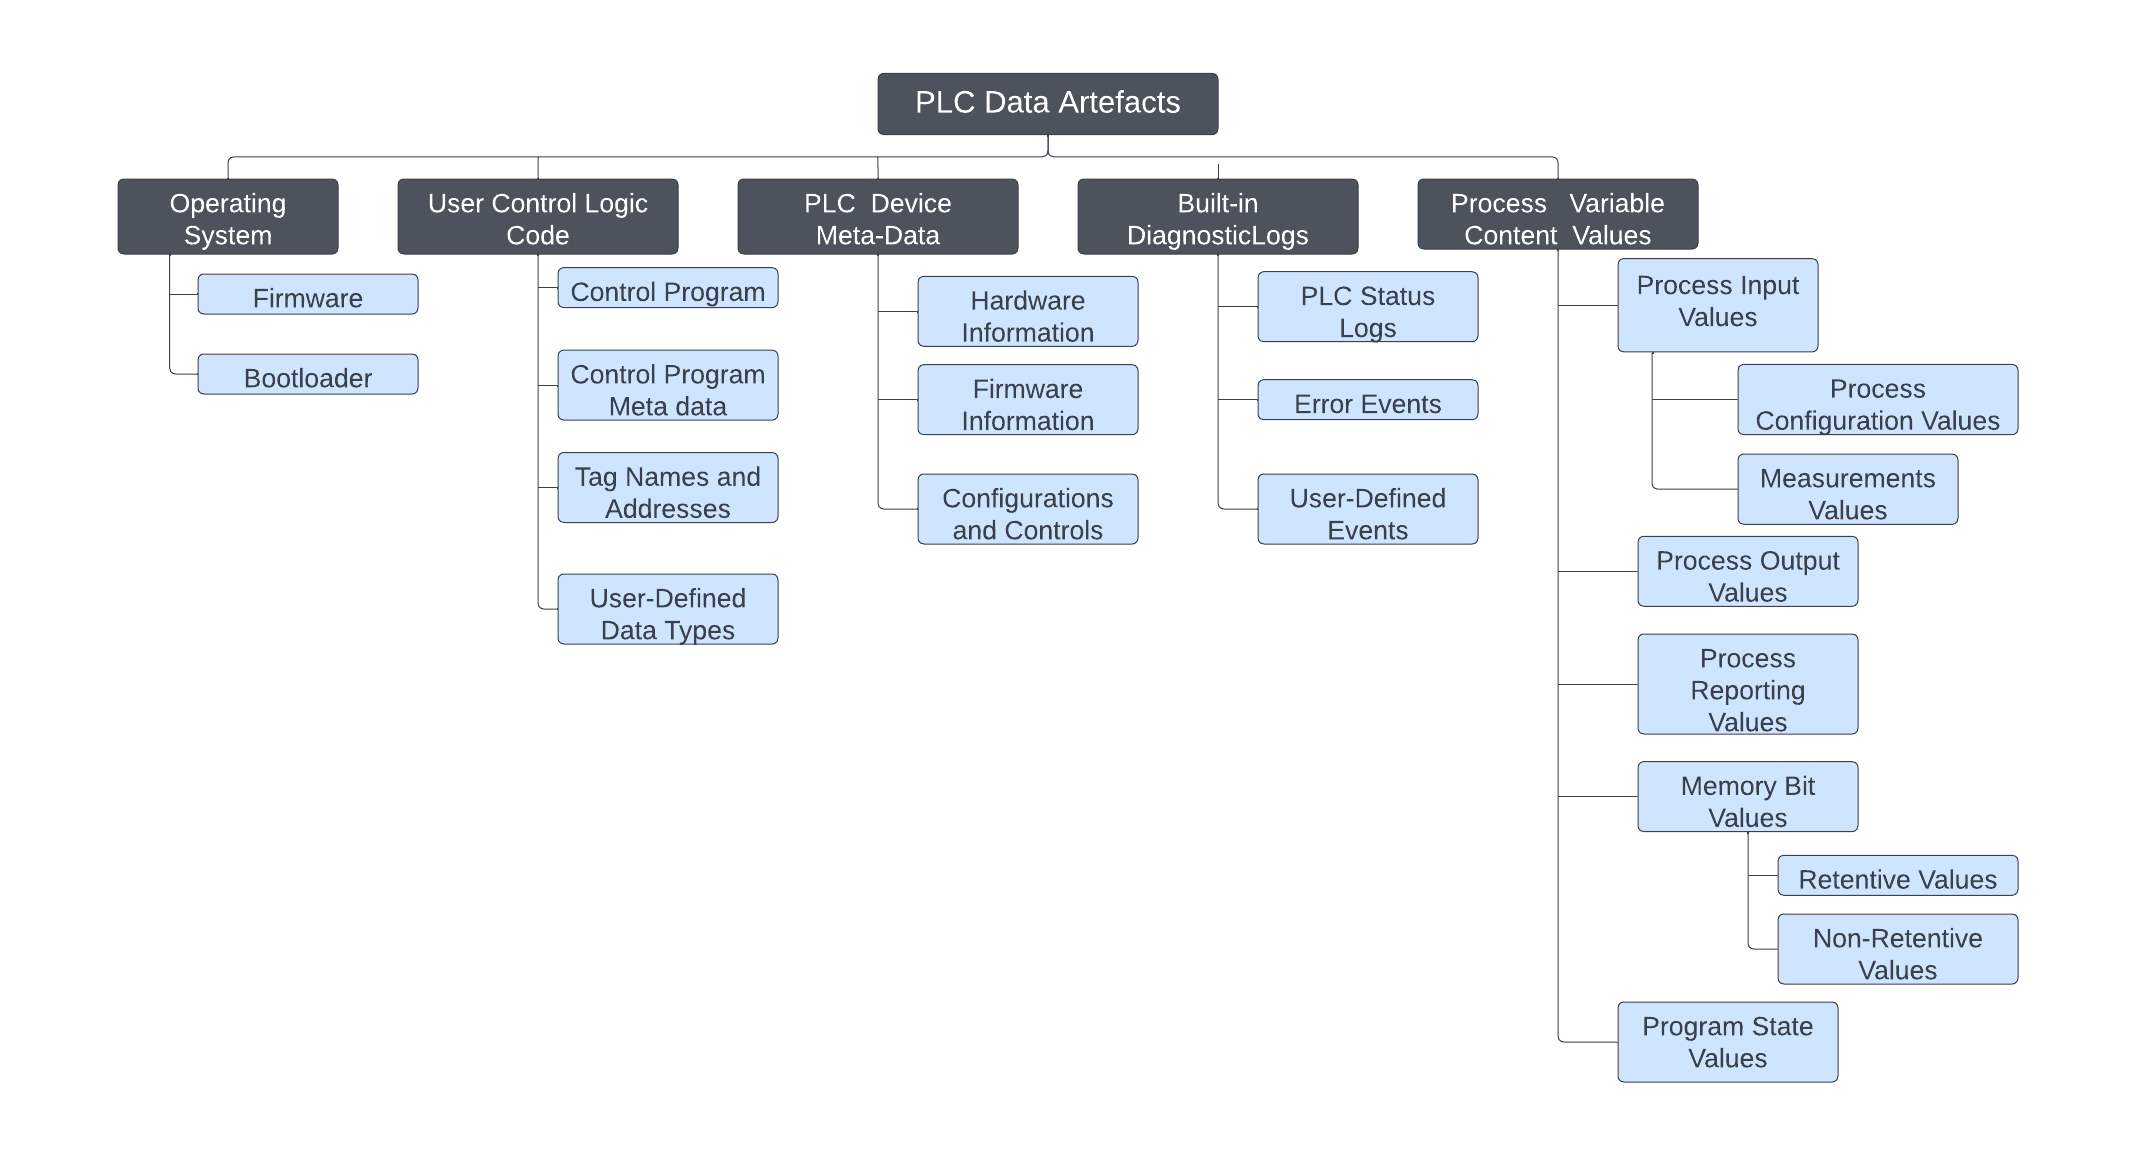 PLC Data Artefacts
Operating
System
User Control Logic
Code
PLC  Device
Meta-Data
Built-in
DiagnosticLogs
Process   Variable
Content  Values
Firmware
Bootloader
Control Program
Control Program
Meta data
Tag Names and
Addresses
User-Defined
Data Types
Hardware
Information
Firmware
Information
Configurations
and Controls
PLC Status
Logs
Error Events
User-Defined
Events
Process Input
Values
Process
Configuration Values
Measurements
Values
Process Output
Values
Process
Reporting
Values
Memory Bit
Values
Retentive Values
Non-Retentive
Values
Program State
Values